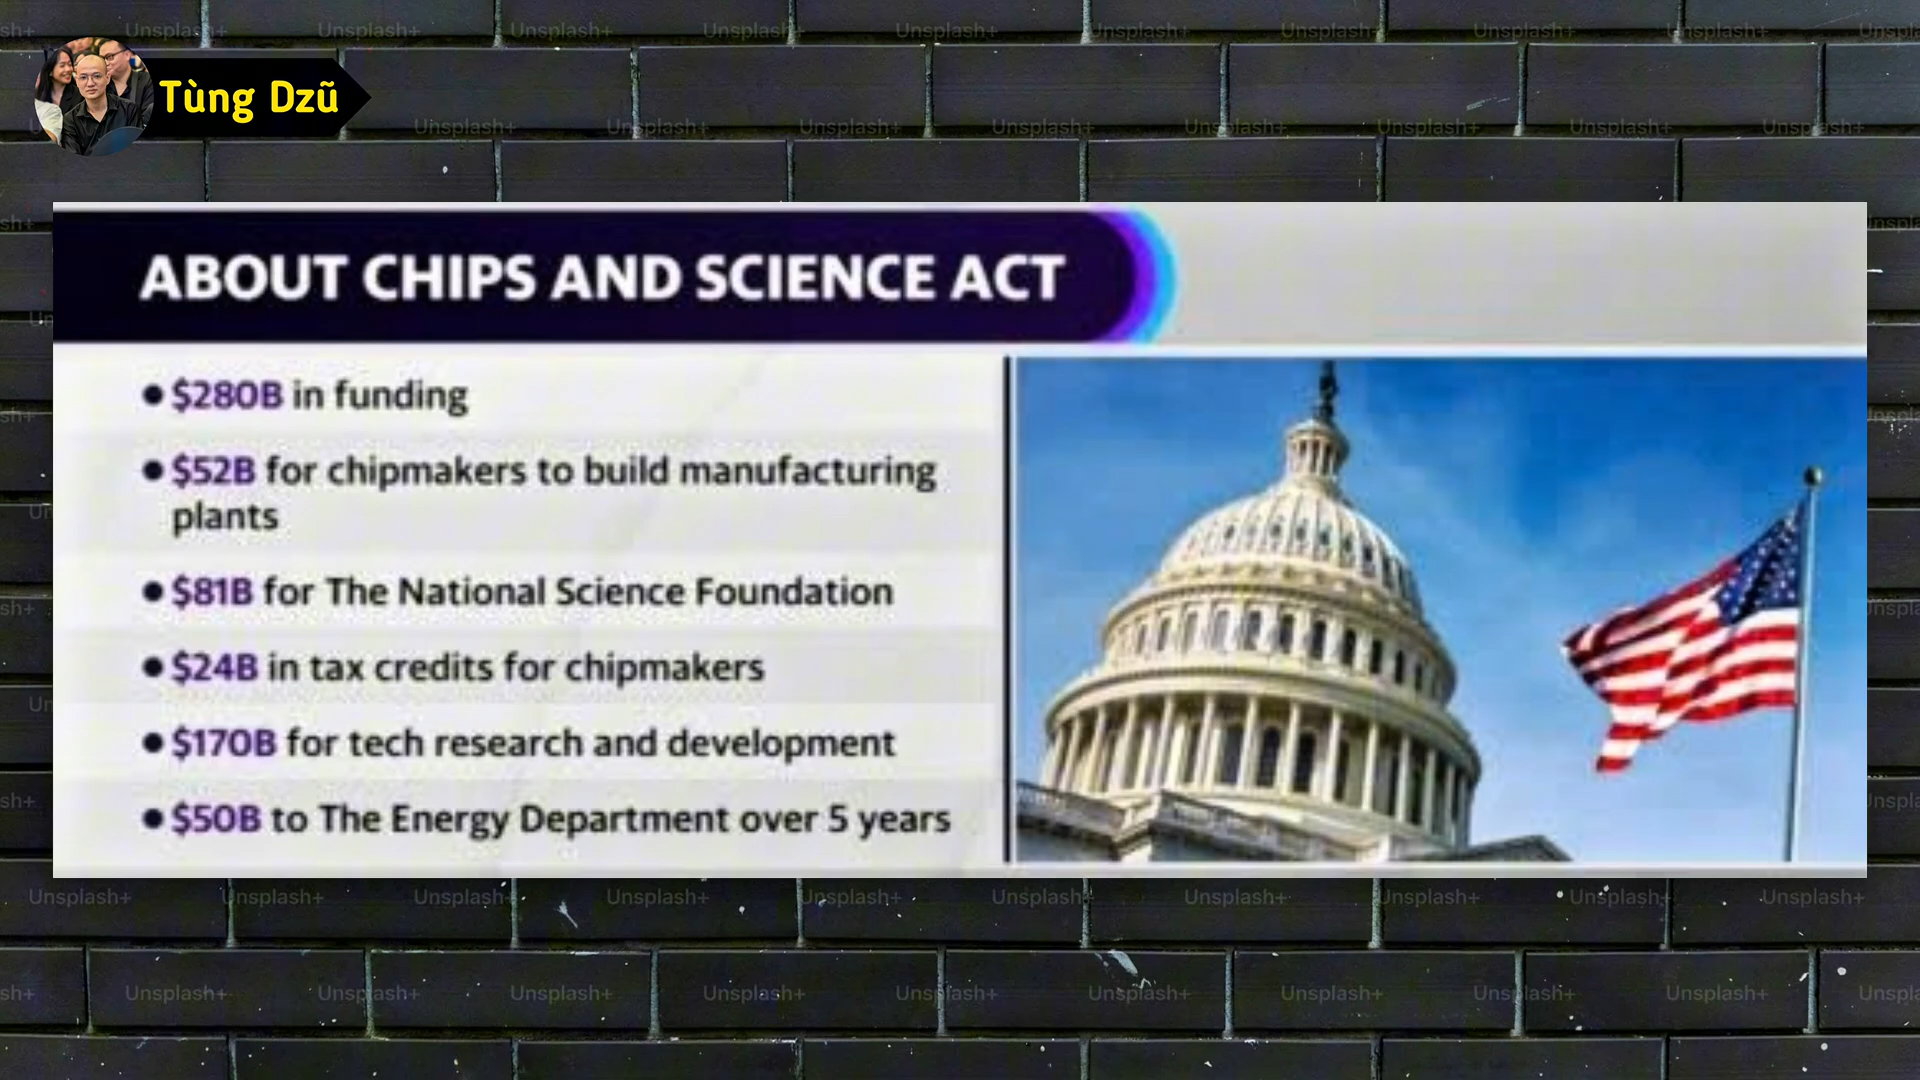 Tùng Dzũ
ABOUT CHIPS AND SCIENCE ACT
$280B in funding
$52B for chipmakers to build manufacturing
plants
$81B for The National Science Foundation
$24B in tax credits for chipmakers
$170B for tech research and development
$50B to The Energy Department over 5 years
Unsplash+